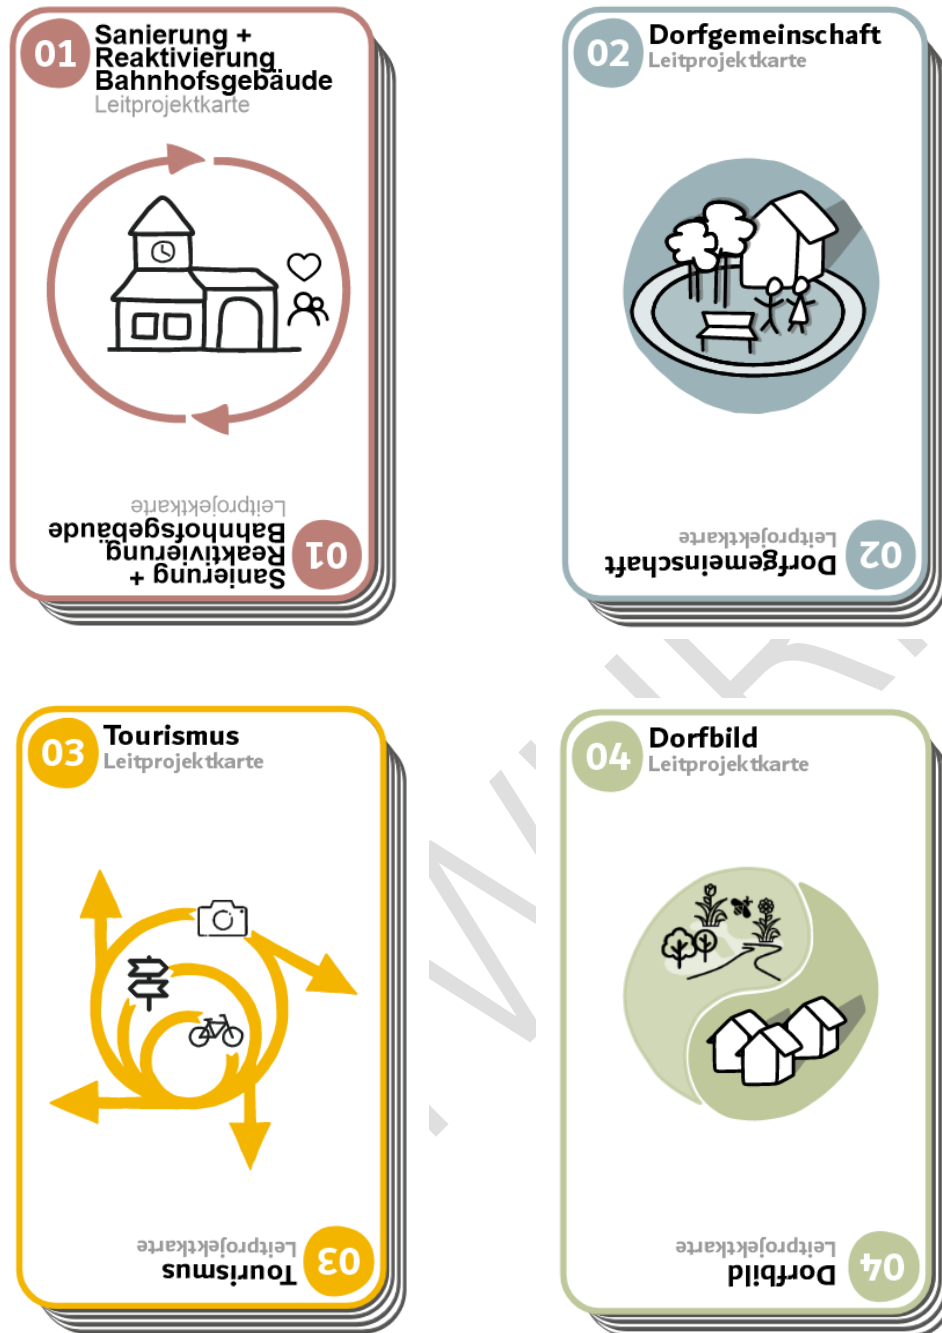 01
Sanierung +
Reaktivierung
Bahnhofsgebäude
Leitprojektkarte
01
Sanierung +
Reaktivierung
Bahnhofsgebäude
Leitprojektkarte
02
Dorfgemeinschaft
Leitprojektkarte
02
Dorfgemeinschaft
Leitprojektkarte
03
Tourismus
Leitprojektkarte
03
Tourismus
Leitprojektkarte
04
Dorfbild
Leitprojektkarte
04
Dorfbild
Leitprojektkarte